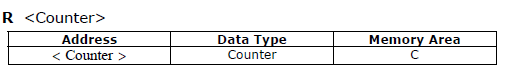 R <Counter>
Address Data Type Memory Area
< Counter > Counter C